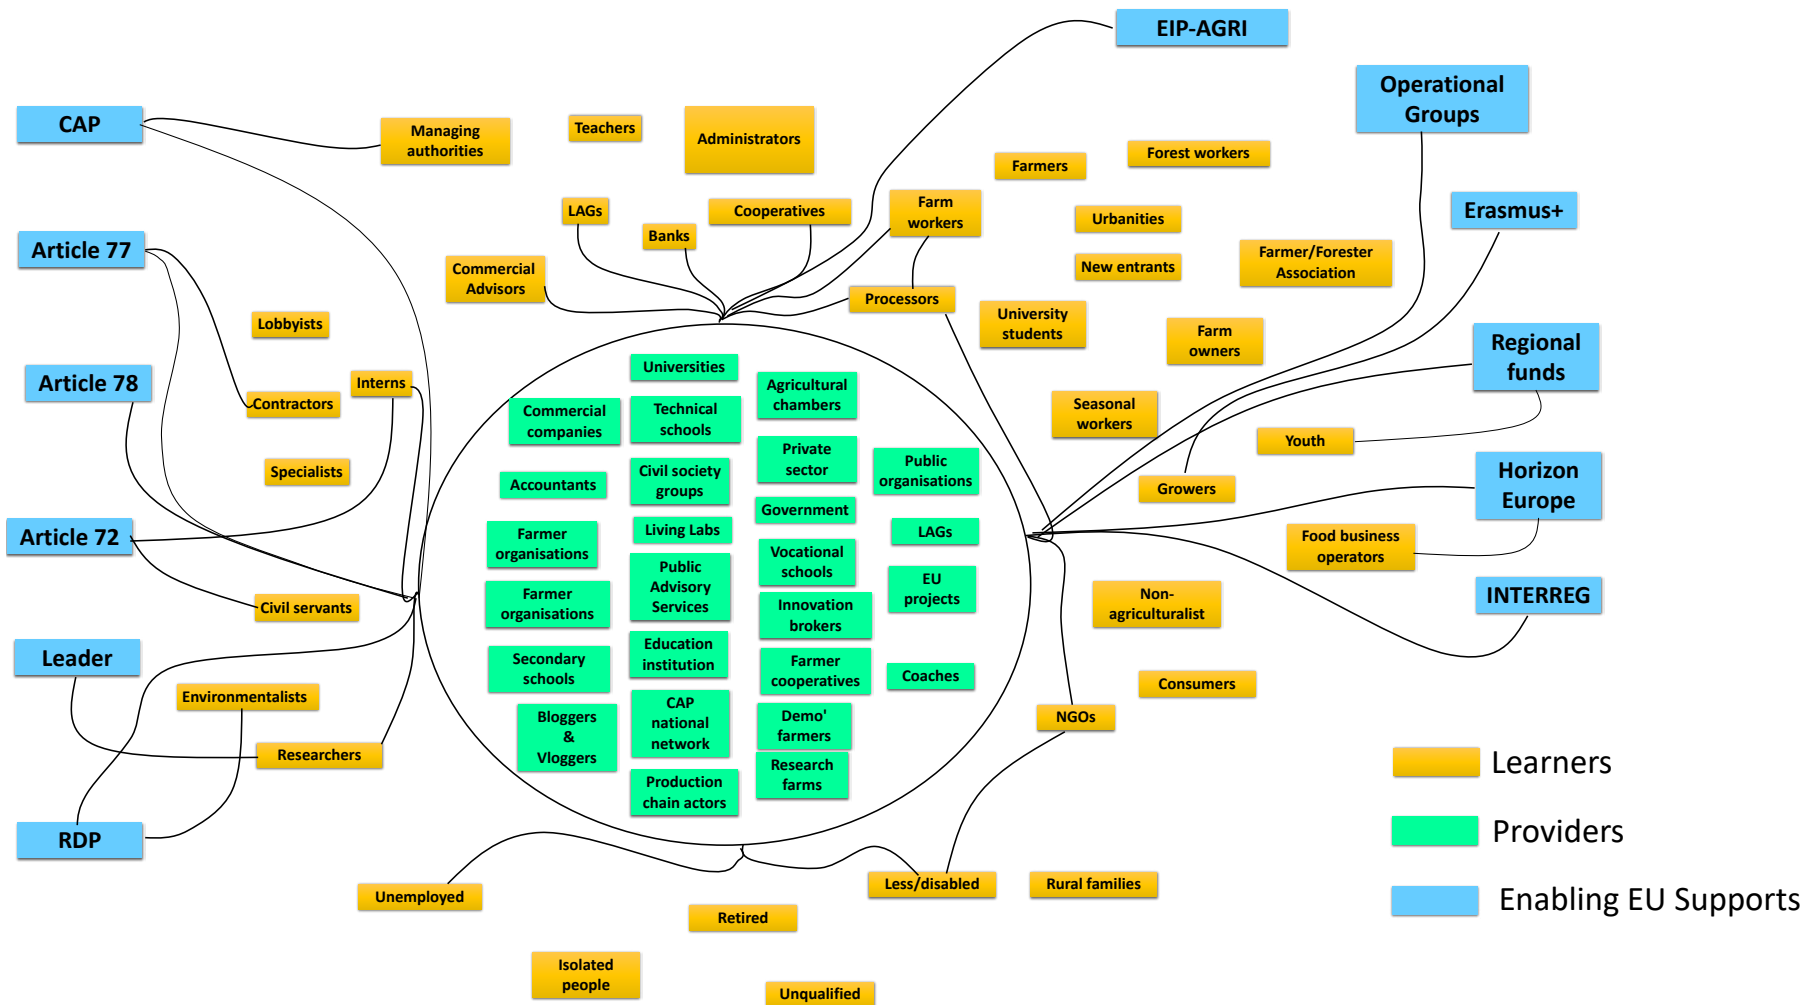 EIP-AGRI
Operational
Groups
CAP
Managing
authorities
Teachers
Administrators
Farmers
Forest workers
Article 77
LAGs
Banks
Cooperatives
Farm
workers
Urbanities
Erasmus+
Commercial
Advisors
Processors
New entrants
Farmer/Forester
Association
Lobbyists
University
students
Farm
owners
Regional
funds
Article 78
Interns
Contractors
Seasonal
workers
Youth
Specialists
Growers
Horizon
Europe
Article 72
Food business
operators
Civil servants
Non-
agriculturalist
INTERREG
Leader
Environmentalists
Researchers
Consumers
NGOs
RDP
Universities
Commercial
companies
Technical
schools
Agricultural
chambers
Accountants
Civil society
groups
Private
sector
Public
organisations
Farmer
organisations
Living Labs
Government
LAGs
Farmer
organisations
Public
Advisory
Services
Vocational
schools
EU
projects
Innovation
brokers
Secondary
schools
Education
institution
Farmer
cooperatives
Coaches
Bloggers
&
Vloggers
CAP
national
network
Demo'
farmers
Research
farms
Production
chain actors
Unemployed
Retired
Less/disabled
Rural families
Isolated
people
Unqualified
Learners
Providers
Enabling EU Supports